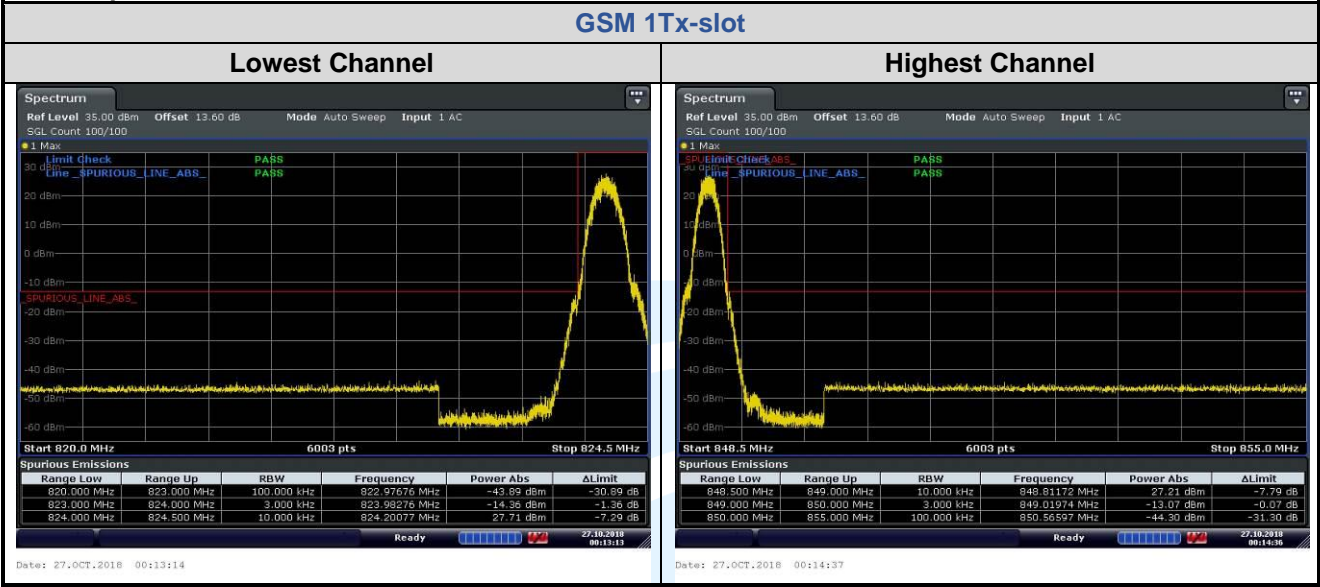 GSM 1Tx-slot
Lowest Channel
Spectrum
Ref Level 35.00 dBm Offset 13.60 dB Mode Auto Sweep Input 1 AC
SGL Count 100/100
1 Max
Limit Check PASS
30 dBm
Line _SPURIOUS_LINE_ABS_ PASS
20 dBm
10 dBm
0 dBm
-10 dBm
_SPURIOUS_LINE_ABS_
-20 dBm
-30 dBm
-40 dBm
-50 dBm
-60 dBm
Start 820.0 MHz 6003 pts Stop 824.5 MHz
Spurious Emissions
Range Low Range Up RBW Frequency Power Abs ΔLimit
820.000 MHz 823.000 MHz 100.000 kHz 822.97676 MHz -43.89 dBm -30.89 dB
823.000 MHz 824.000 MHz 3.000 kHz 823.98276 MHz -14.36 dBm -1.36 dB
824.000 MHz 824.500 MHz 10.000 kHz 824.20077 MHz 27.71 dBm -7.29 dB
Ready 27.10.2018
00:13:13
Date: 27.OCT.2018 00:13:14
Highest Channel
Spectrum
Ref Level 35.00 dBm Offset 13.60 dB Mode Auto Sweep Input 1 AC
SGL Count 100/100
1 Max
Limit Check PASS
Line _SPURIOUS_LINE_ABS_ PASS
20 dBm
10 dBm
0 dBm
-20 dBm
-30 dBm
-40 dBm
-50 dBm
-60 dBm
Start 848.5 MHz 6003 pts Stop 855.0 MHz
Spurious Emissions
Range Low Range Up RBW Frequency Power Abs ΔLimit
848.500 MHz 849.000 MHz 10.000 kHz 848.81172 MHz 27.21 dBm -7.79 dB
849.000 MHz 850.000 MHz 3.000 kHz 849.01974 MHz -13.07 dBm -0.07 dB
850.000 MHz 855.000 MHz 100.000 kHz 850.56597 MHz -44.30 dBm -31.30 dB
Ready 27.10.2018
00:14:36
Date: 27.OCT.2018 00:14:37